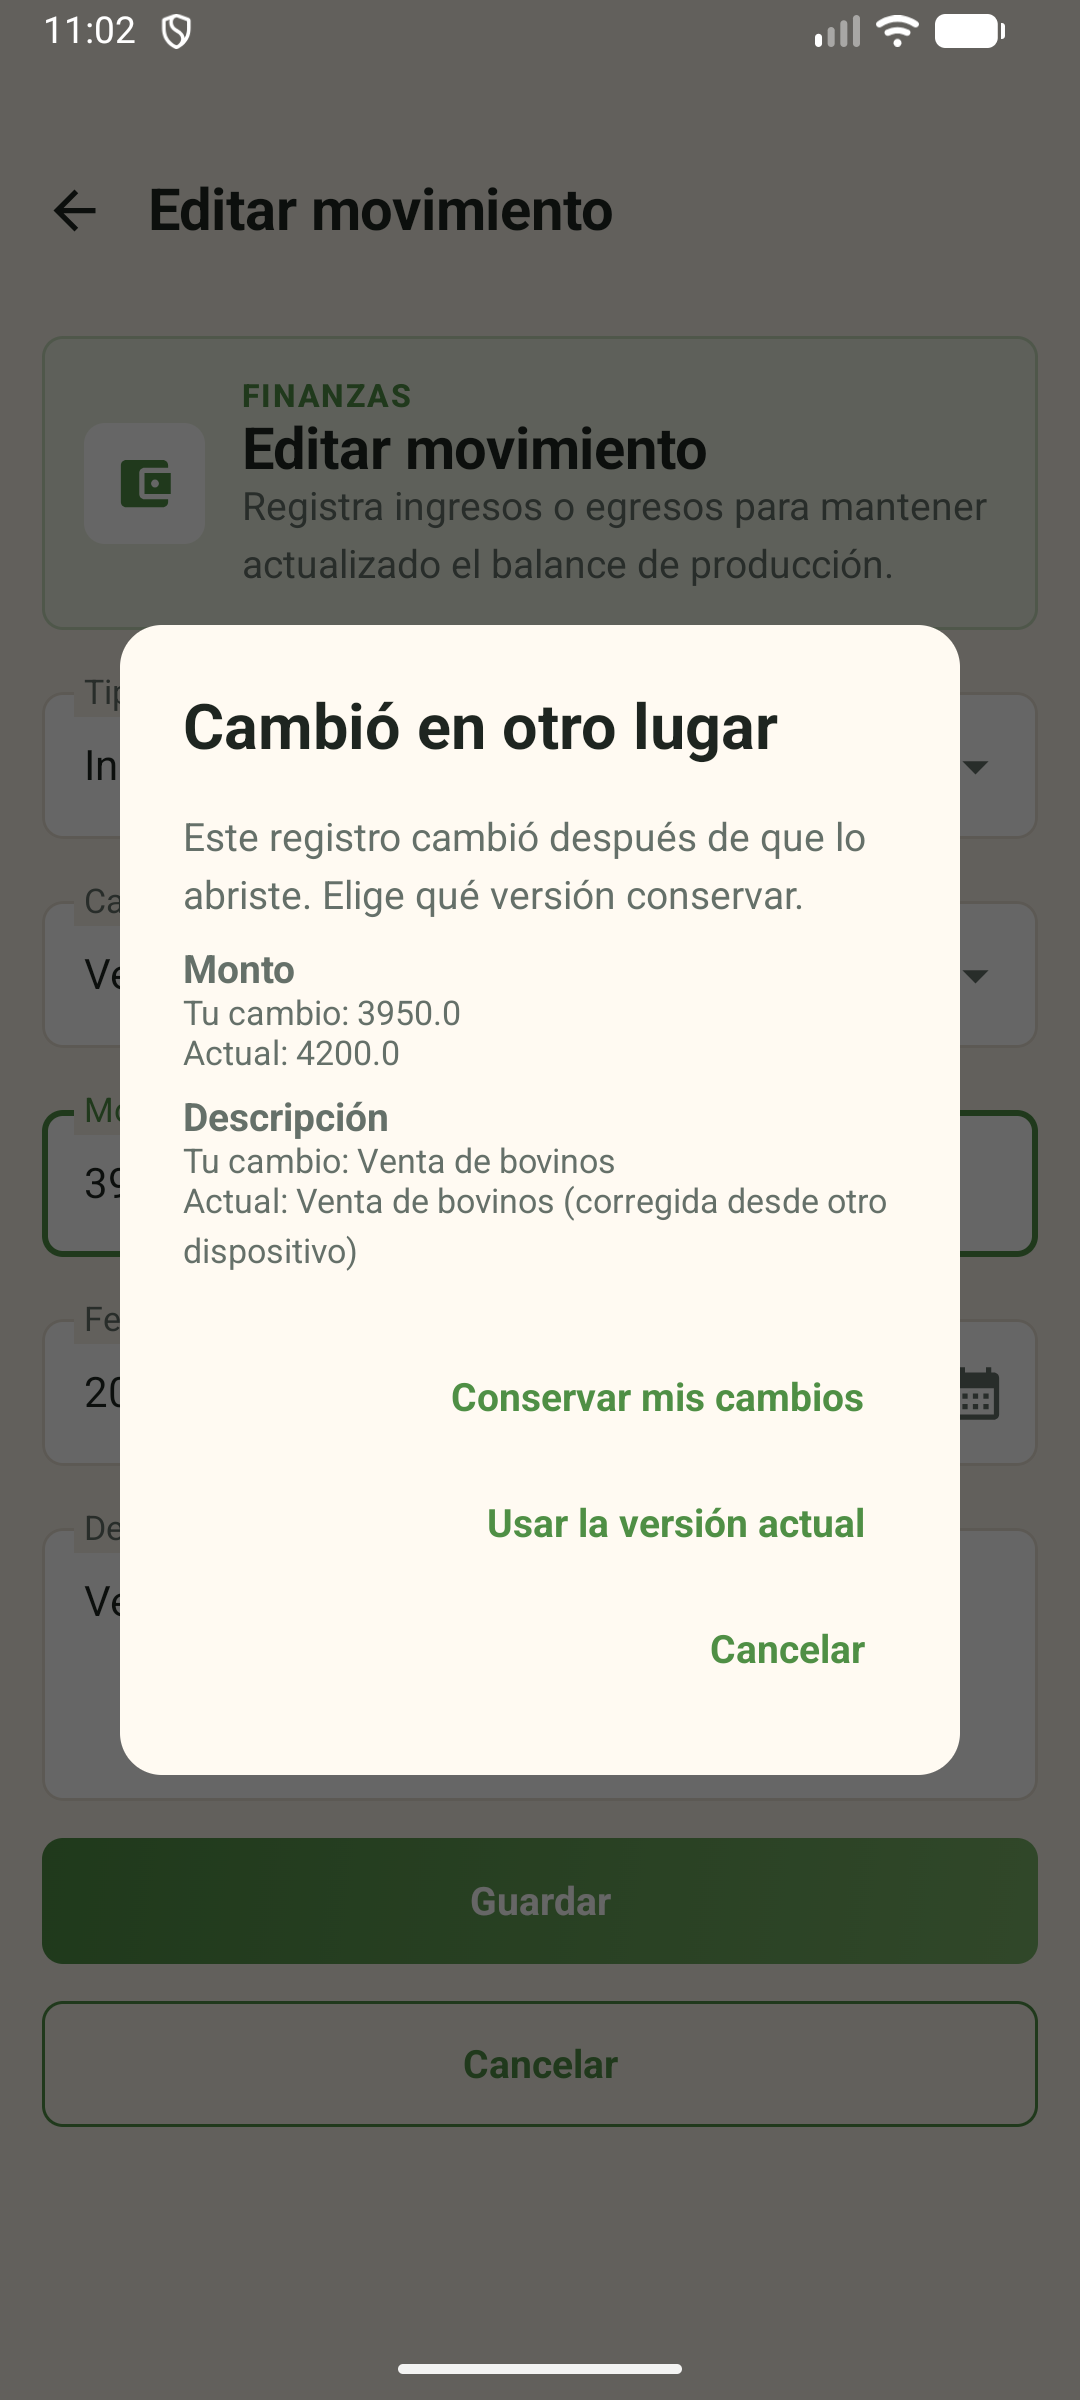 11:02
Editar movimiento
FINANZAS
Editar movimiento
Registra ingresos o egresos para mantener
actualizado el balance de producción.
Cambió en otro lugar
Este registro cambió después de que lo
abriste. Elige qué versión conservar.
Monto
Tu cambio: 3950.0
Actual: 4200.0
Descripción
Tu cambio: Venta de bovinos
Actual: Venta de bovinos (corregida desde otro
dispositivo)
Conservar mis cambios
Usar la versión actual
Cancelar
Guardar
Cancelar